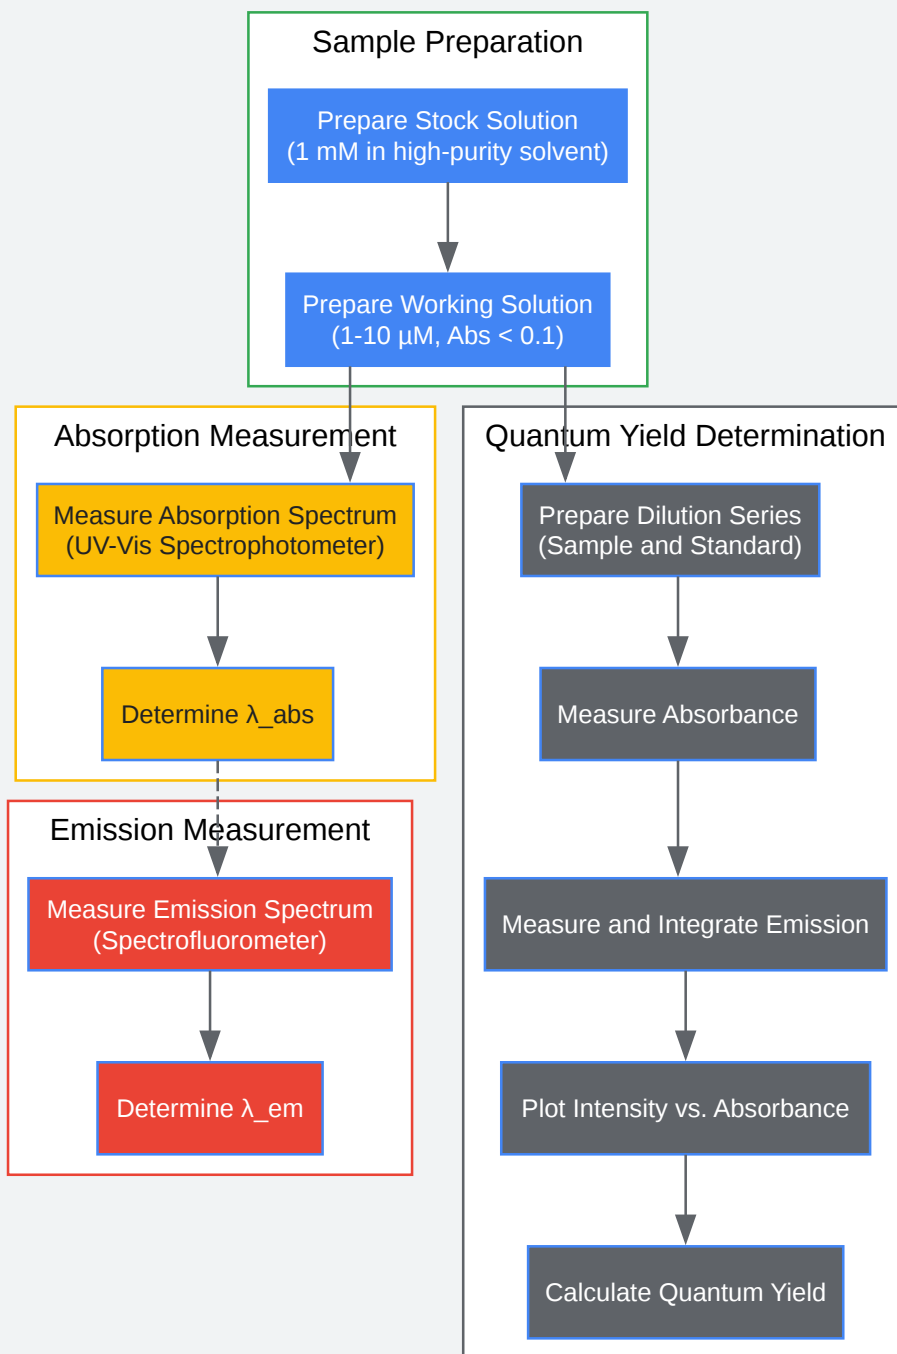 Sample Preparation
Prepare Stock Solution
(1 mM in high-purity solvent)
Prepare Working Solution
(1-10 µM, Abs < 0.1)
Absorption Measurement
Measure Absorption Spectrum
(UV-Vis Spectrophotometer)
Determine λ_abs
Emission Measurement
Measure Emission Spectrum
(Spectrofluorometer)
Determine λ_em
Quantum Yield Determination
Prepare Dilution Series
(Sample and Standard)
Measure Absorbance
Measure and Integrate Emission
Plot Intensity vs. Absorbance
Calculate Quantum Yield